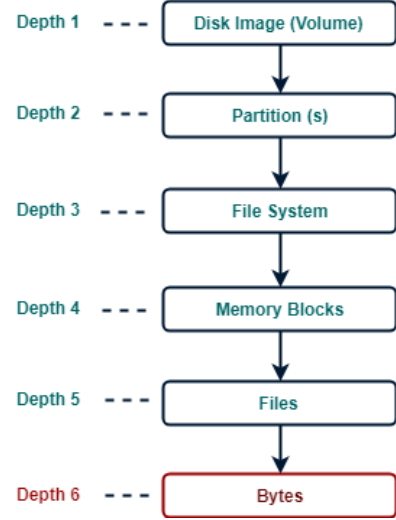 Depth 1 Disk Image (Volume)
Depth 2 Partition (s)
Depth 3 File System
Depth 4 Memory Blocks
Depth 5 Files
Depth 6 Bytes